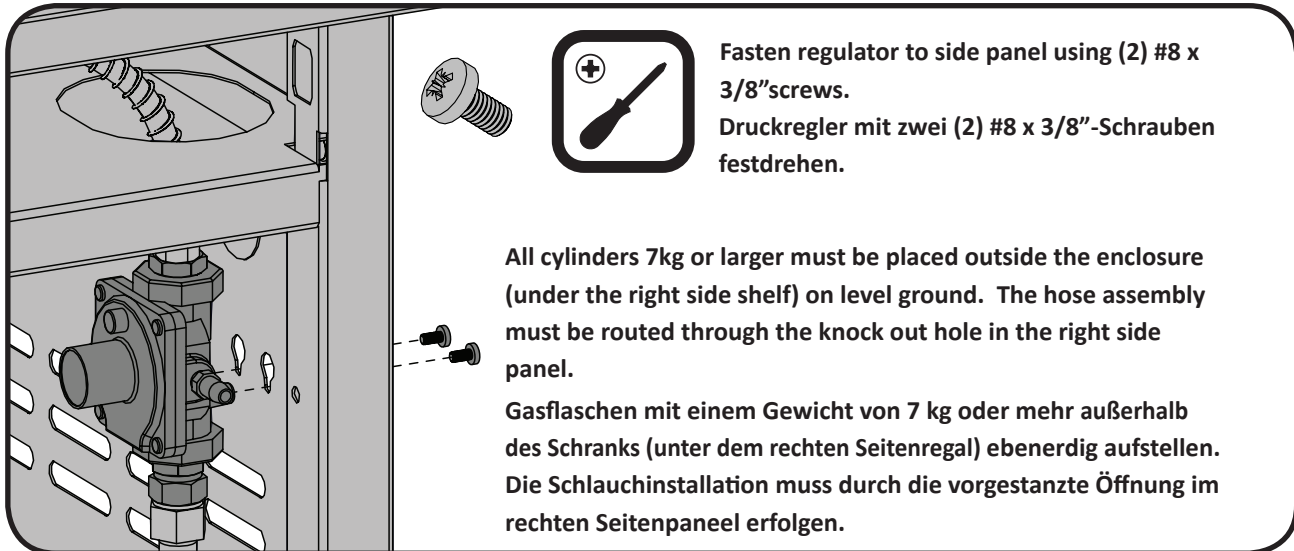 Fasten regulator to side panel using (2) #8 x
3/8”screws.
Druckregler mit zwei (2) #8 x 3/8”-Schrauben
festdrehen.
All cylinders 7kg or larger must be placed outside the enclosure
(under the right side shelf) on level ground.  The hose assembly
must be routed through the knock out hole in the right side
panel.
Gasflaschen mit einem Gewicht von 7 kg oder mehr außerhalb
des Schranks (unter dem rechten Seitenregal) ebenerdig aufstellen.
Die Schlauchinstallation muss durch die vorgestanzte Öffnung im
rechten Seitenpaneel erfolgen.